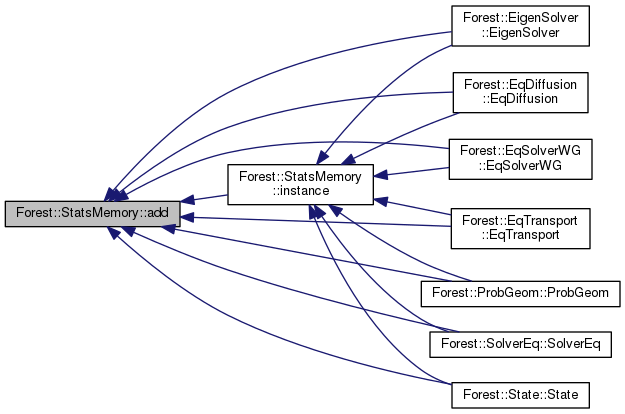 Forest::StatsMemory::add
Forest::StatsMemory
::instance
Forest::EigenSolver
::EigenSolver
Forest::EqDiffusion
::EqDiffusion
Forest::EqSolverWG
::EqSolverWG
Forest::EqTransport
::EqTransport
Forest::ProbGeom::ProbGeom
Forest::SolverEq::SolverEq
Forest::State::State